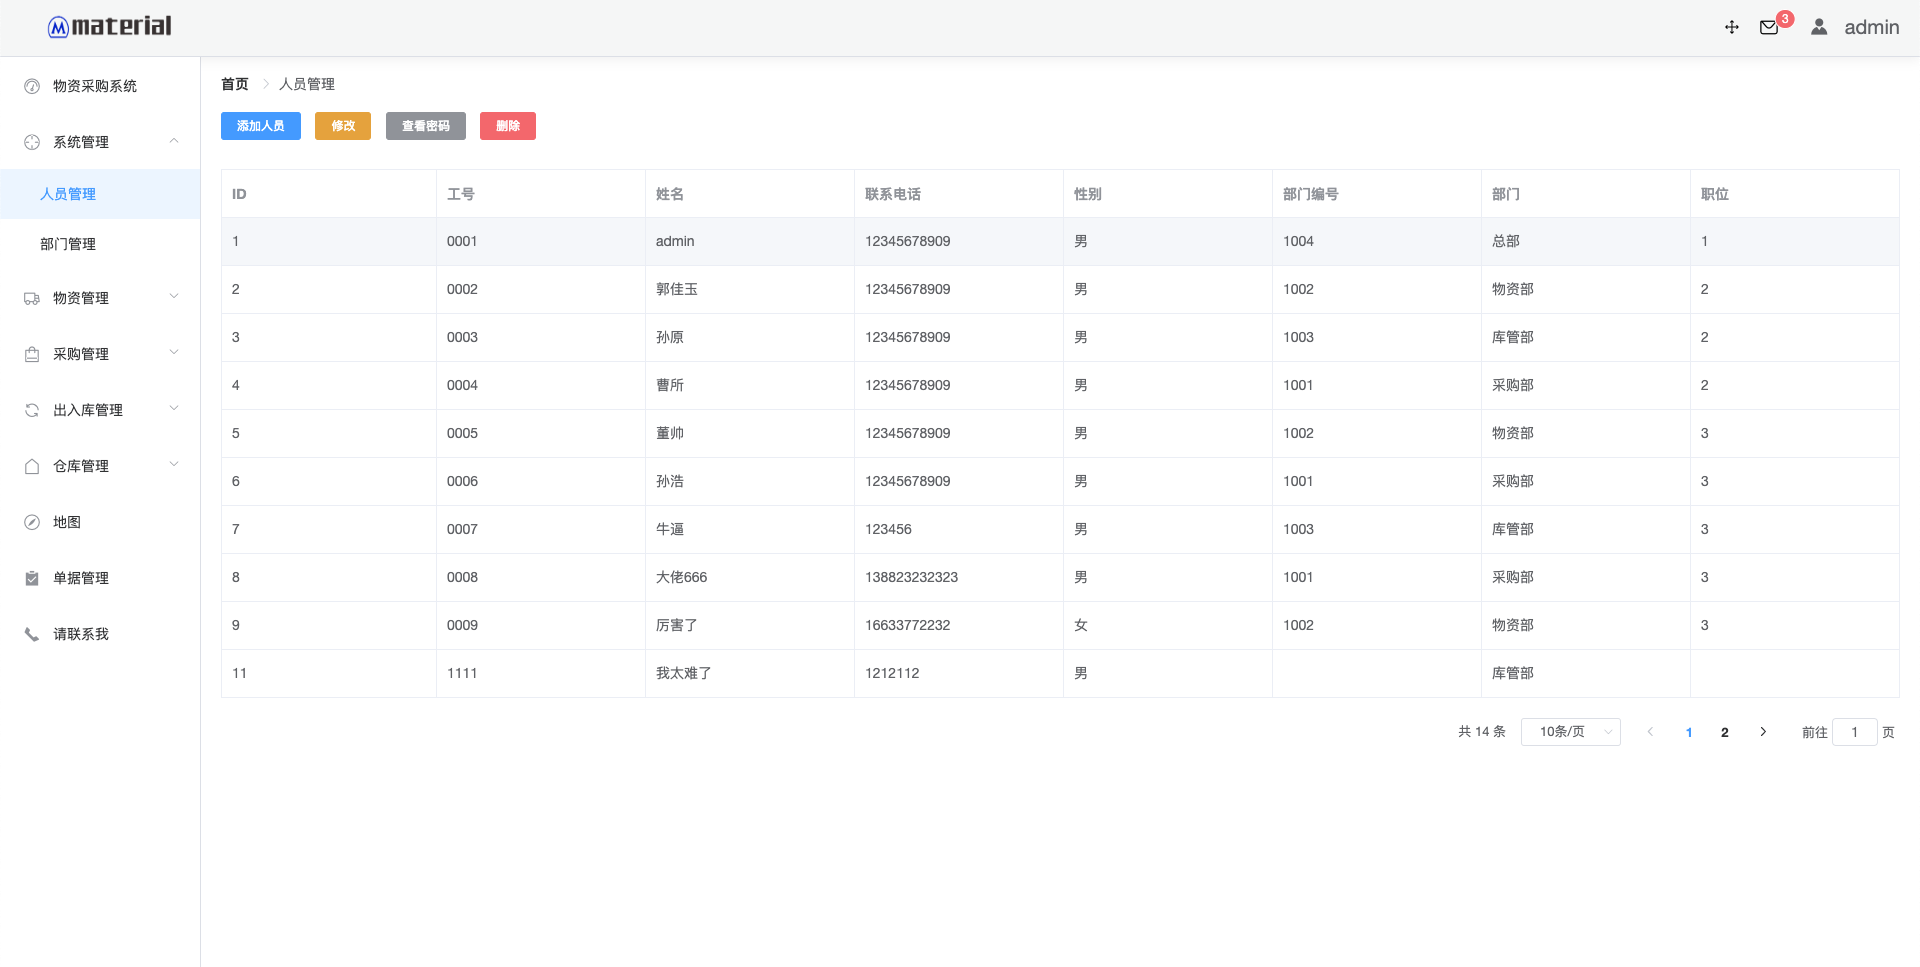 material
3
admin
物资采购系统
系统管理
人员管理
部门管理
物资管理
采购管理
出入库管理
仓库管理
地图
单据管理
请联系我
首页 人员管理
添加人员 修改 查看密码 删除
ID 工号 姓名 联系电话 性别 部门编号 部门 职位
1 0001 admin 12345678909 男 1004 总部 1
2 0002 郭佳玉 12345678909 男 1002 物资部 2
3 0003 孙原 12345678909 男 1003 库管部 2
4 0004 曹所 12345678909 男 1001 采购部 2
5 0005 董帅 12345678909 男 1002 物资部 3
6 0006 孙浩 12345678909 男 1001 采购部 3
7 0007 牛逼 123456 男 1003 库管部 3
8 0008 大佬666 138823232323 男 1001 采购部 3
9 0009 厉害了 16633772232 女 1002 物资部 3
11 1111 我太难了 1212112 男 库管部
共 14 条 10条/页 1 2 前往 1 页